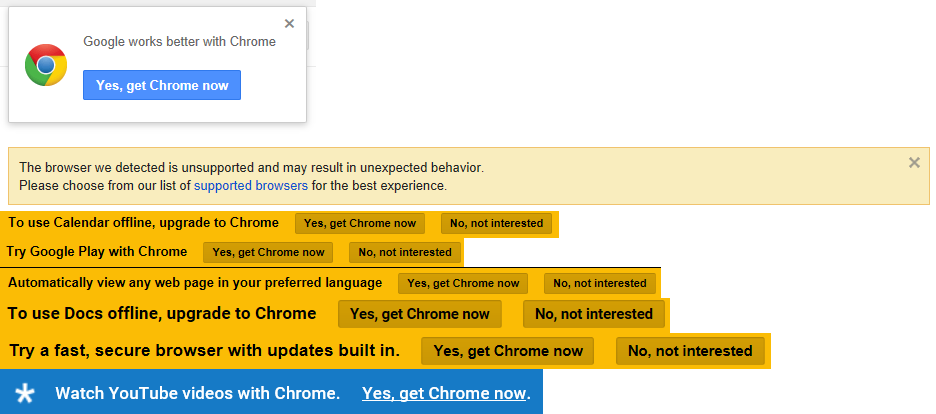 Google works better with Chrome
Yes, get Chrome now
The browser we detected is unsupported and may result in unexpected behavior.
Please choose from our list of supported browsers for the best experience.
To use Calendar offline, upgrade to Chrome Yes, get Chrome now No, not interested
Try Google Play with Chrome Yes, get Chrome now No, not interested
Automatically view any web page in your preferred language Yes, get Chrome now No, not interested
To use Docs offline, upgrade to Chrome Yes, get Chrome now No, not interested
Try a fast, secure browser with updates built in. Yes, get Chrome now No, not interested
Watch YouTube videos with Chrome. Yes, get Chrome now.